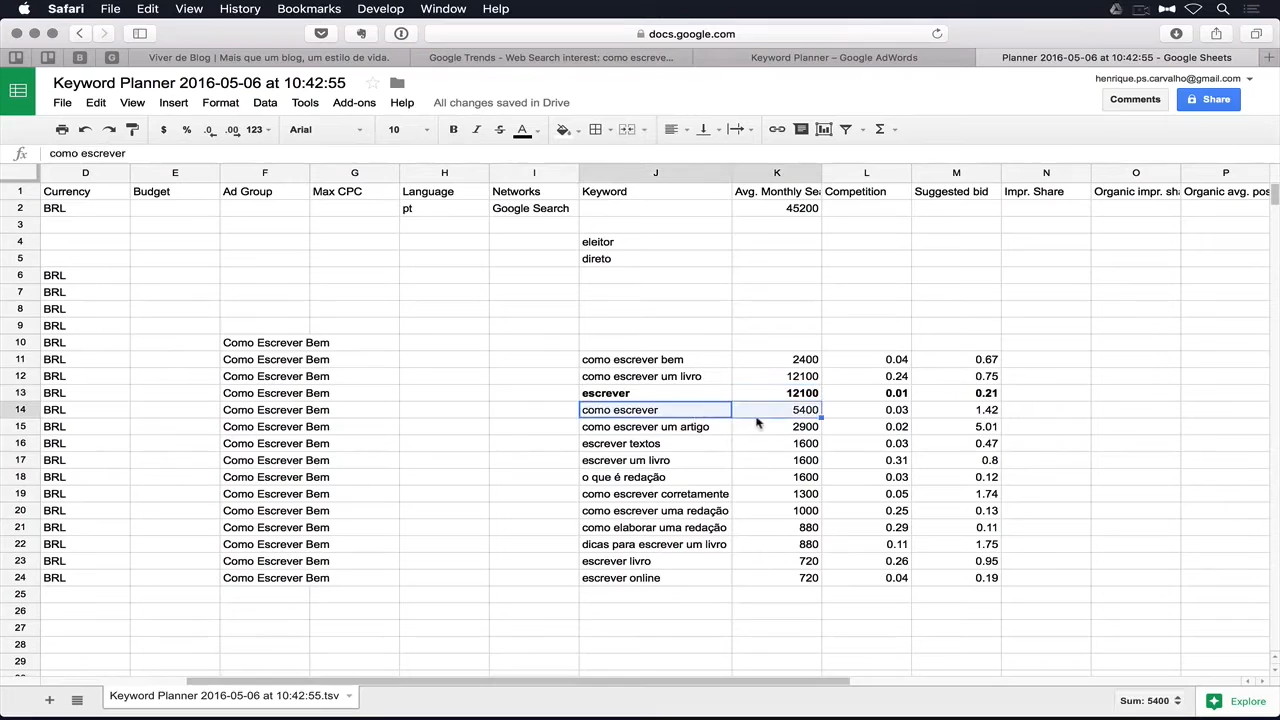 Safari File Edit View History Bookmarks Develop Window Help
docs.google.com
Viver de Blog | Mais que um blog, um estilo de vida. Google Trends - Web Search interest: como escreve... Keyword Planner – Google AdWords Planner 2016-05-06 at 10:42:55 - Google Sheets
Keyword Planner 2016-05-06 at 10:42:55 henrique.ps.carvalho@gmail.com
File Edit View Insert Format Data Tools Add-ons Help All changes saved in Drive Comments Share
$ % .0 .00 123 Arial 10 B I S A Σ
fx como escrever
D E F G H I J K L M N O P
1 Currency Budget Ad Group Max CPC Language Networks Keyword Avg. Monthly Sea Competition Suggested bid Impr. Share Organic impr. sha Organic avg. pos
2 BRL pt Google Search 45200
3
4 eleitor
5 direto
6 BRL
7 BRL
8 BRL
9 BRL
10 BRL Como Escrever Bem
11 BRL Como Escrever Bem como escrever bem 2400 0.04 0.67
12 BRL Como Escrever Bem como escrever um livro 12100 0.24 0.75
13 BRL Como Escrever Bem escrever 12100 0.01 0.21
14 BRL Como Escrever Bem como escrever 5400 0.03 1.42
15 BRL Como Escrever Bem como escrever um artigo 2900 0.02 5.01
16 BRL Como Escrever Bem escrever textos 1600 0.03 0.47
17 BRL Como Escrever Bem escrever um livro 1600 0.31 0.8
18 BRL Como Escrever Bem o que é redação 1600 0.03 0.12
19 BRL Como Escrever Bem como escrever corretamente 1300 0.05 1.74
20 BRL Como Escrever Bem como escrever uma redação 1000 0.25 0.13
21 BRL Como Escrever Bem como elaborar uma redação 880 0.29 0.11
22 BRL Como Escrever Bem dicas para escrever um livro 880 0.11 1.75
23 BRL Como Escrever Bem escrever livro 720 0.26 0.95
24 BRL Como Escrever Bem escrever online 720 0.04 0.19
25
26
27
28
29
Keyword Planner 2016-05-06 at 10:42:55.tsv Sum: 5400 Explore